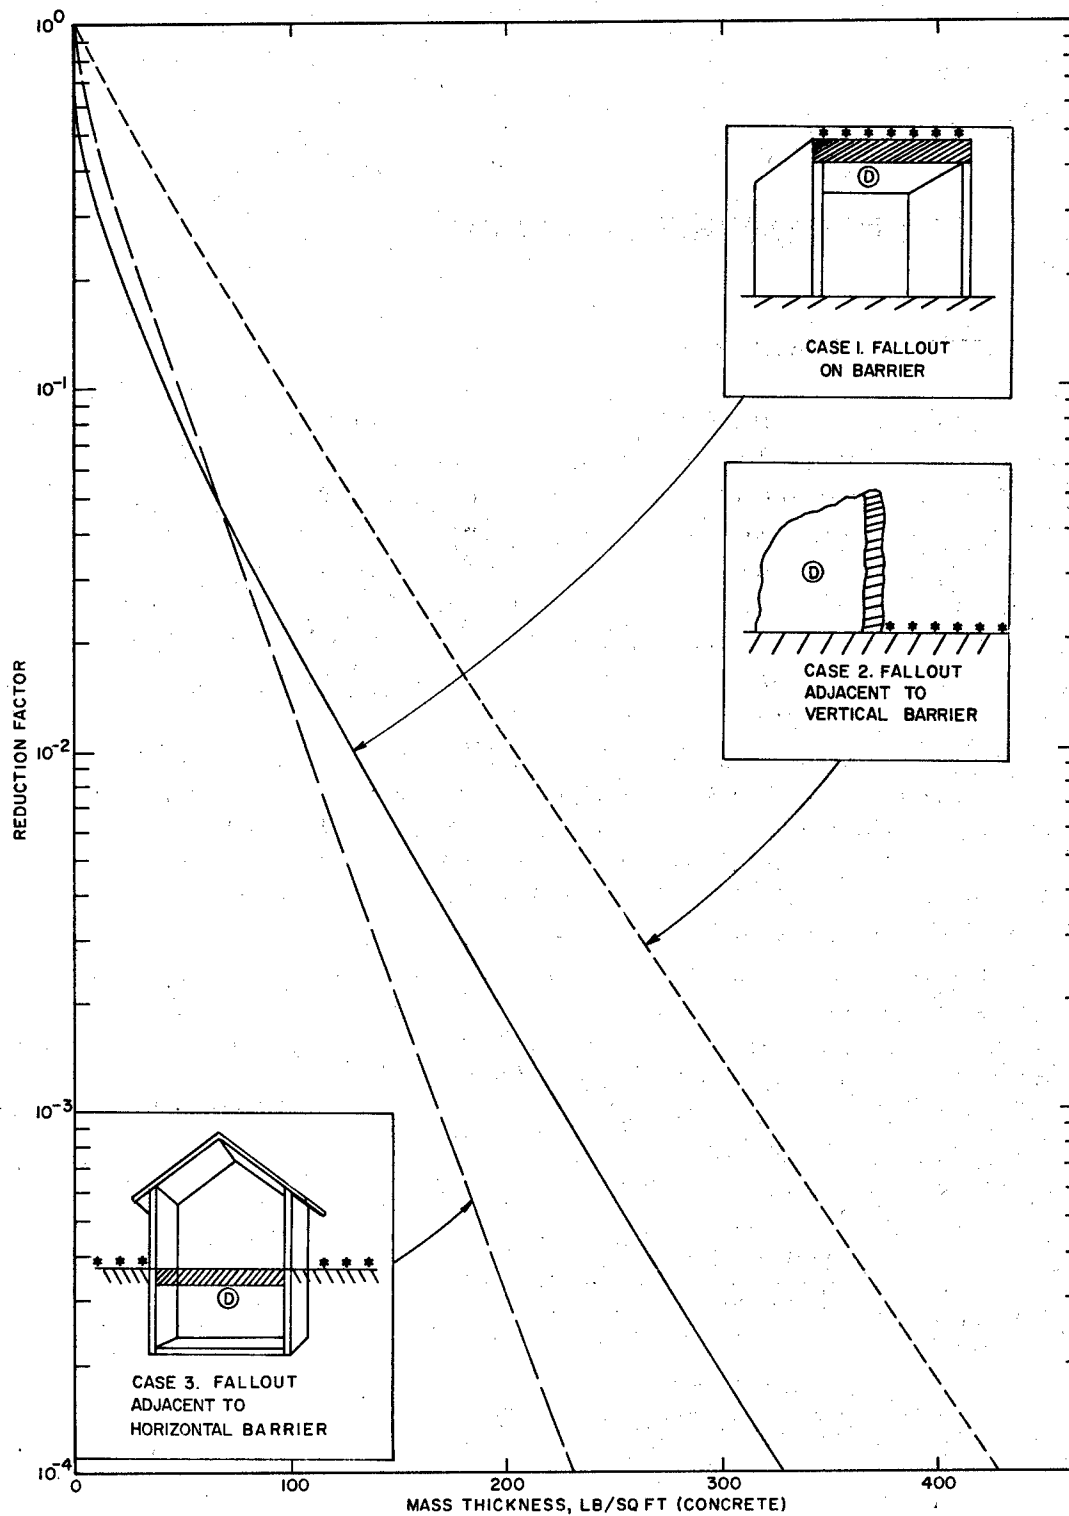 10⁰
10⁻¹
10⁻²
10⁻³
10⁻⁴
REDUCTION FACTOR
D
CASE 1. FALLOUT
ON BARRIER
D
CASE 2. FALLOUT
ADJACENT TO
VERTICAL BARRIER
D
CASE 3. FALLOUT
ADJACENT TO
HORIZONTAL BARRIER
0 100 200 300 400
MASS THICKNESS, LB/SQ FT (CONCRETE)